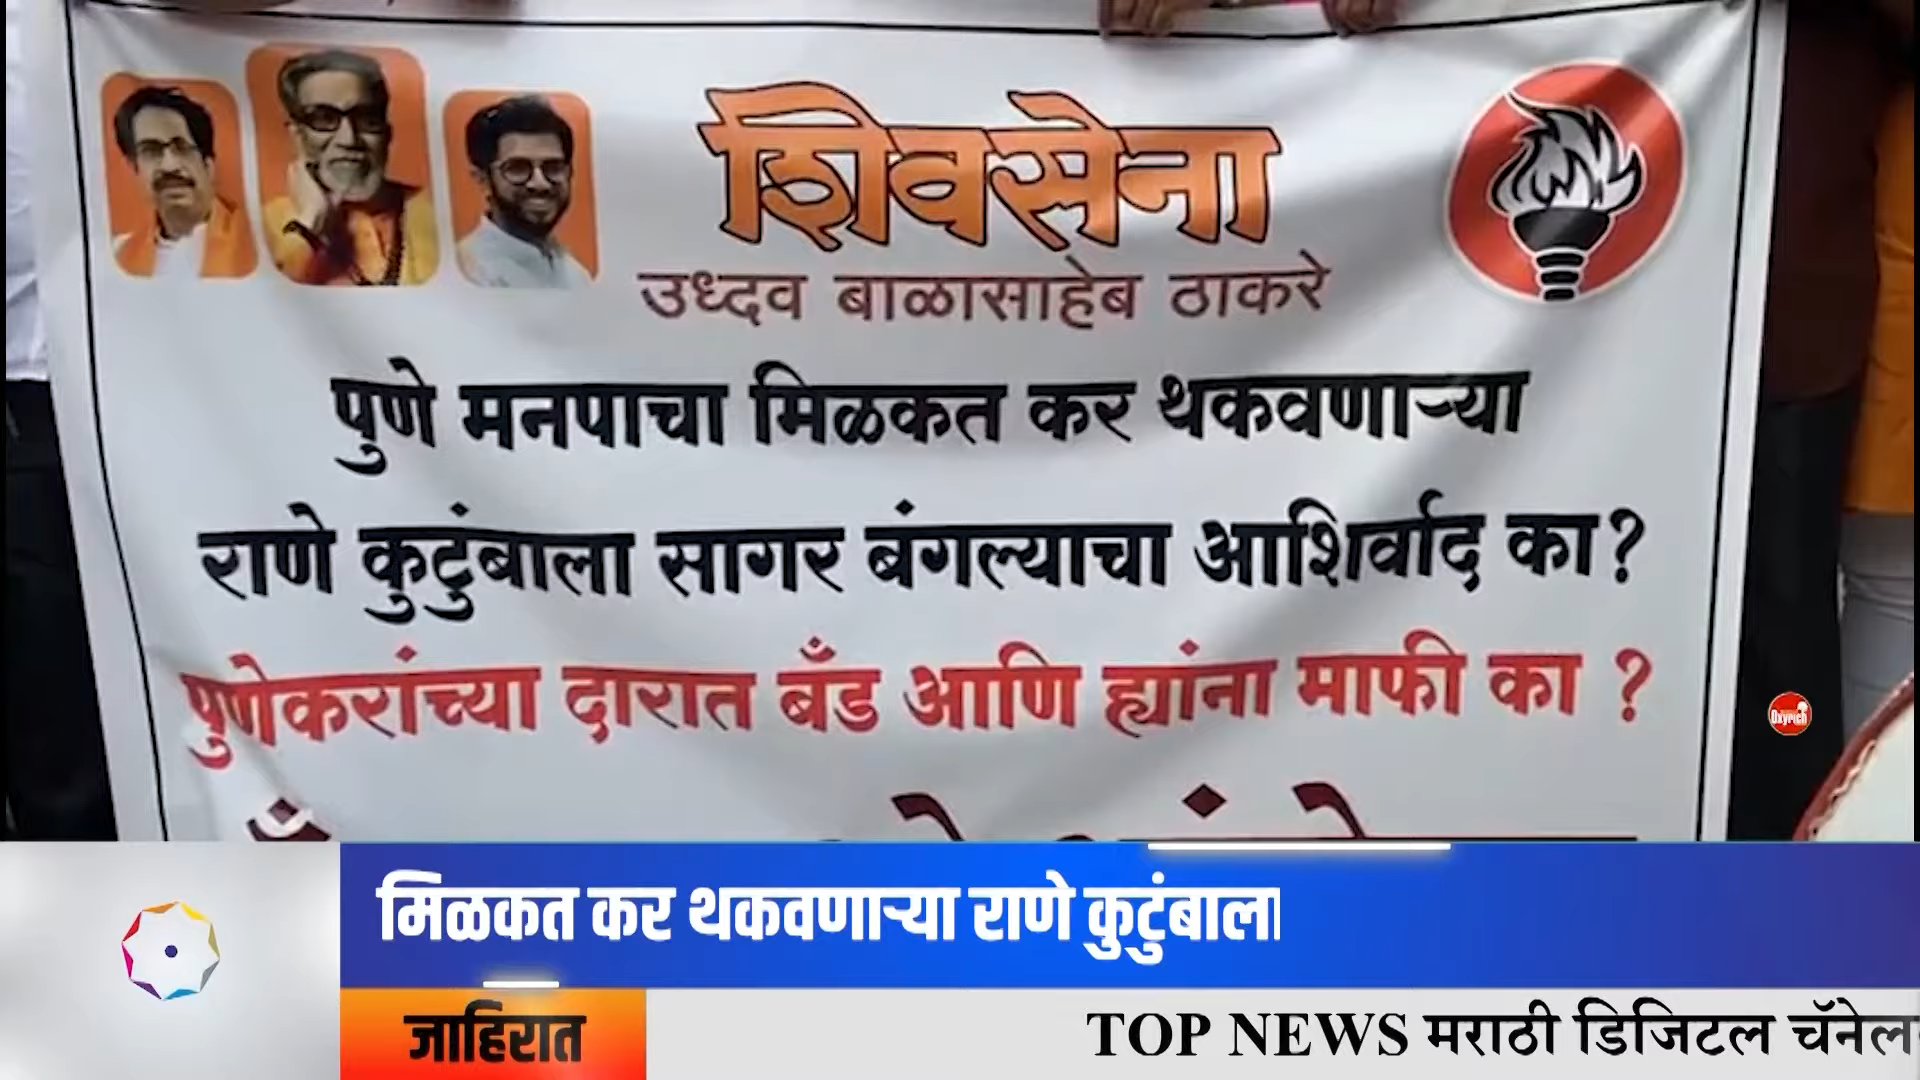 शिवसेना
उध्दव बाळासाहेब ठाकरे
पुणे मनपाचा मिळकत कर थकवणाऱ्या
राणे कुटुंबाला सागर बंगल्याचा आशिर्वाद का?
पुणेकरांच्या दारात बँड आणि ह्यांना माफी का ?
Oxyrich
मिळकत कर थकवणाऱ्या राणे कुटुंबाला
जाहिरात
TOP NEWS मराठी डिजिटल चॅनेल